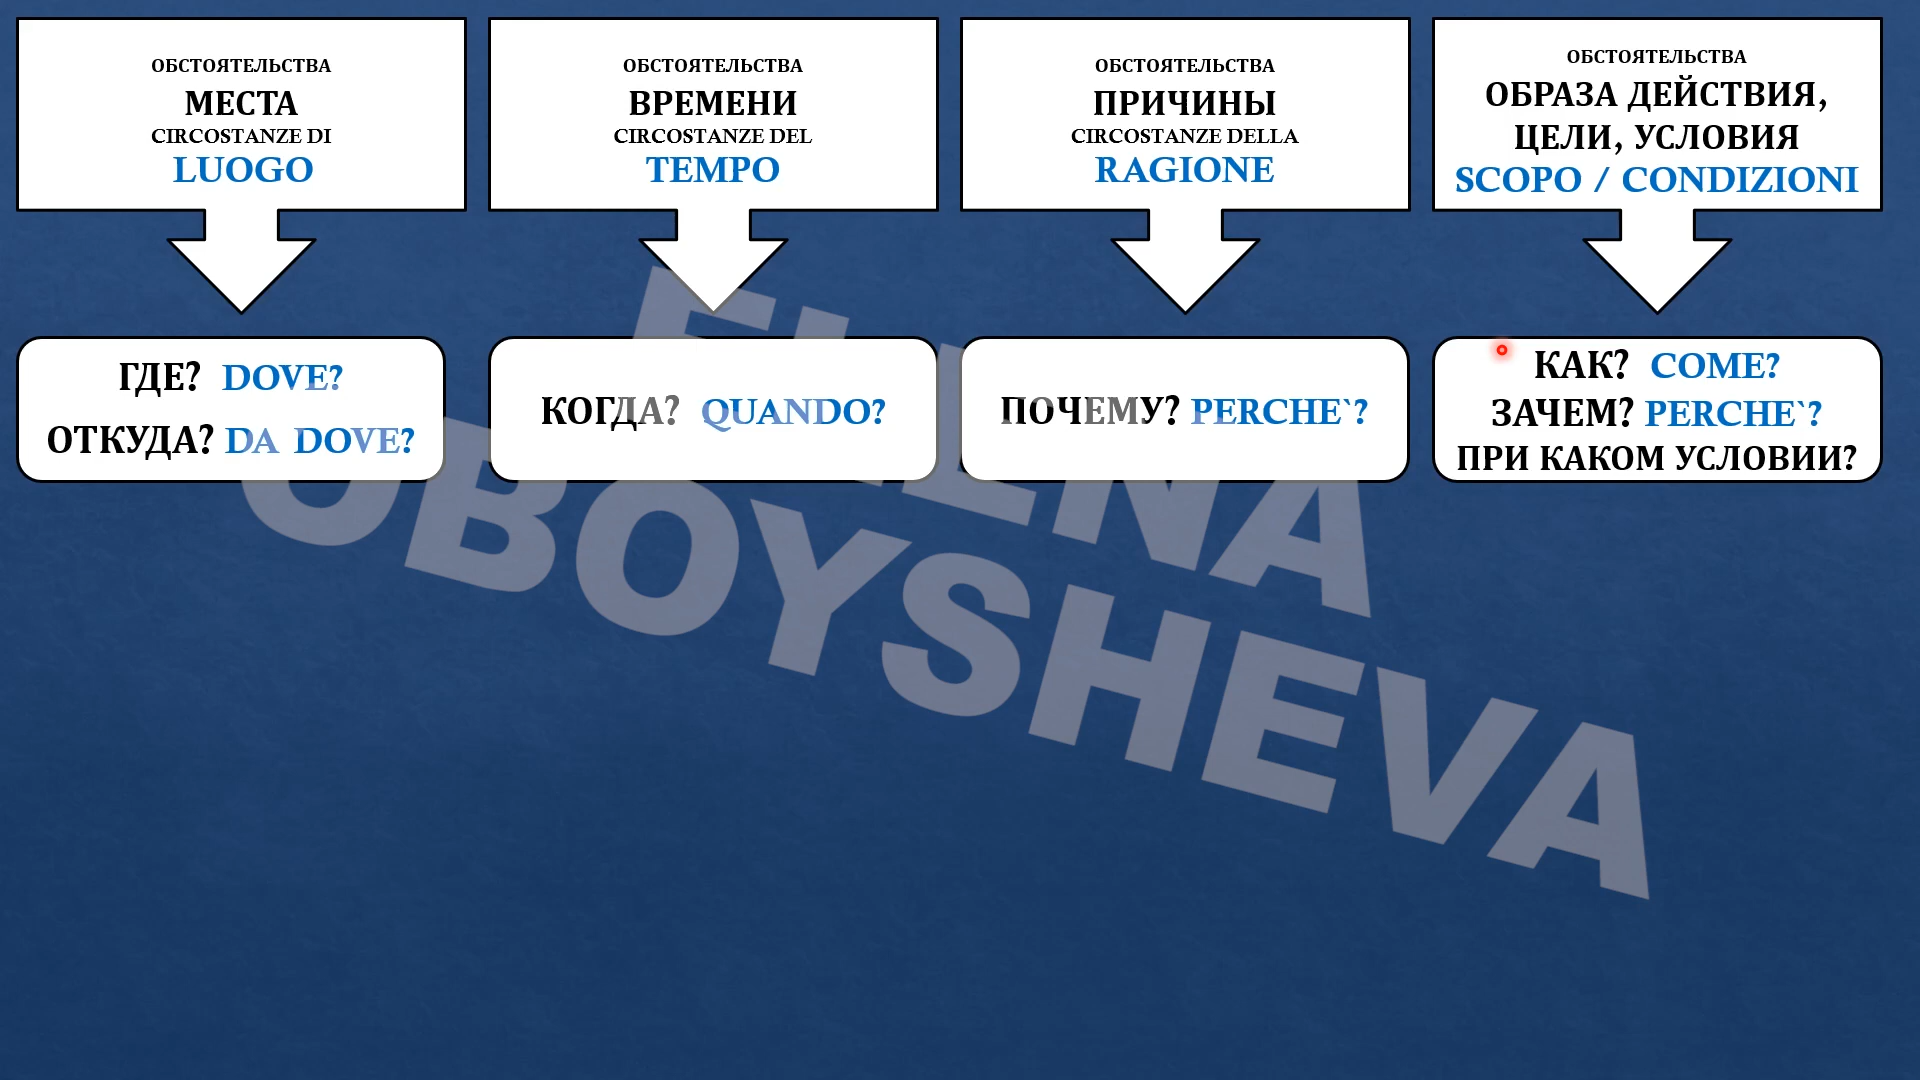 ОБСТОЯТЕЛЬСТВА
МЕСТА
CIRCOSTANZE DI
LUOGO
ОБСТОЯТЕЛЬСТВА
ВРЕМЕНИ
CIRCOSTANZE DEL
TEMPO
ОБСТОЯТЕЛЬСТВА
ПРИЧИНЫ
CIRCOSTANZE DELLA
RAGIONE
ОБСТОЯТЕЛЬСТВА
ОБРАЗА ДЕЙСТВИЯ,
ЦЕЛИ, УСЛОВИЯ
SCOPO / CONDIZIONI
ГДЕ? DOVE?
ОТКУДА? DA DOVE?
КОГДА? QUANDO?
ПОЧЕМУ? PERCHE`?
КАК? COME?
ЗАЧЕМ? PERCHE`?
ПРИ КАКОМ УСЛОВИИ?
ELENA
OBOYSHEVA